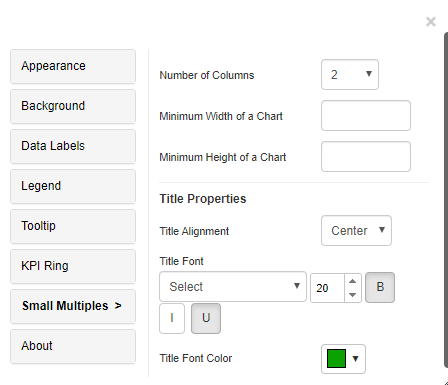 ×
Appearance
Background
Data Labels
Legend
Tooltip
KPI Ring
Small Multiples >
About
Number of Columns 2
Minimum Width of a Chart
Minimum Height of a Chart
Title Properties
Title Alignment Center
Title Font
Select 20 B
I U
Title Font Color